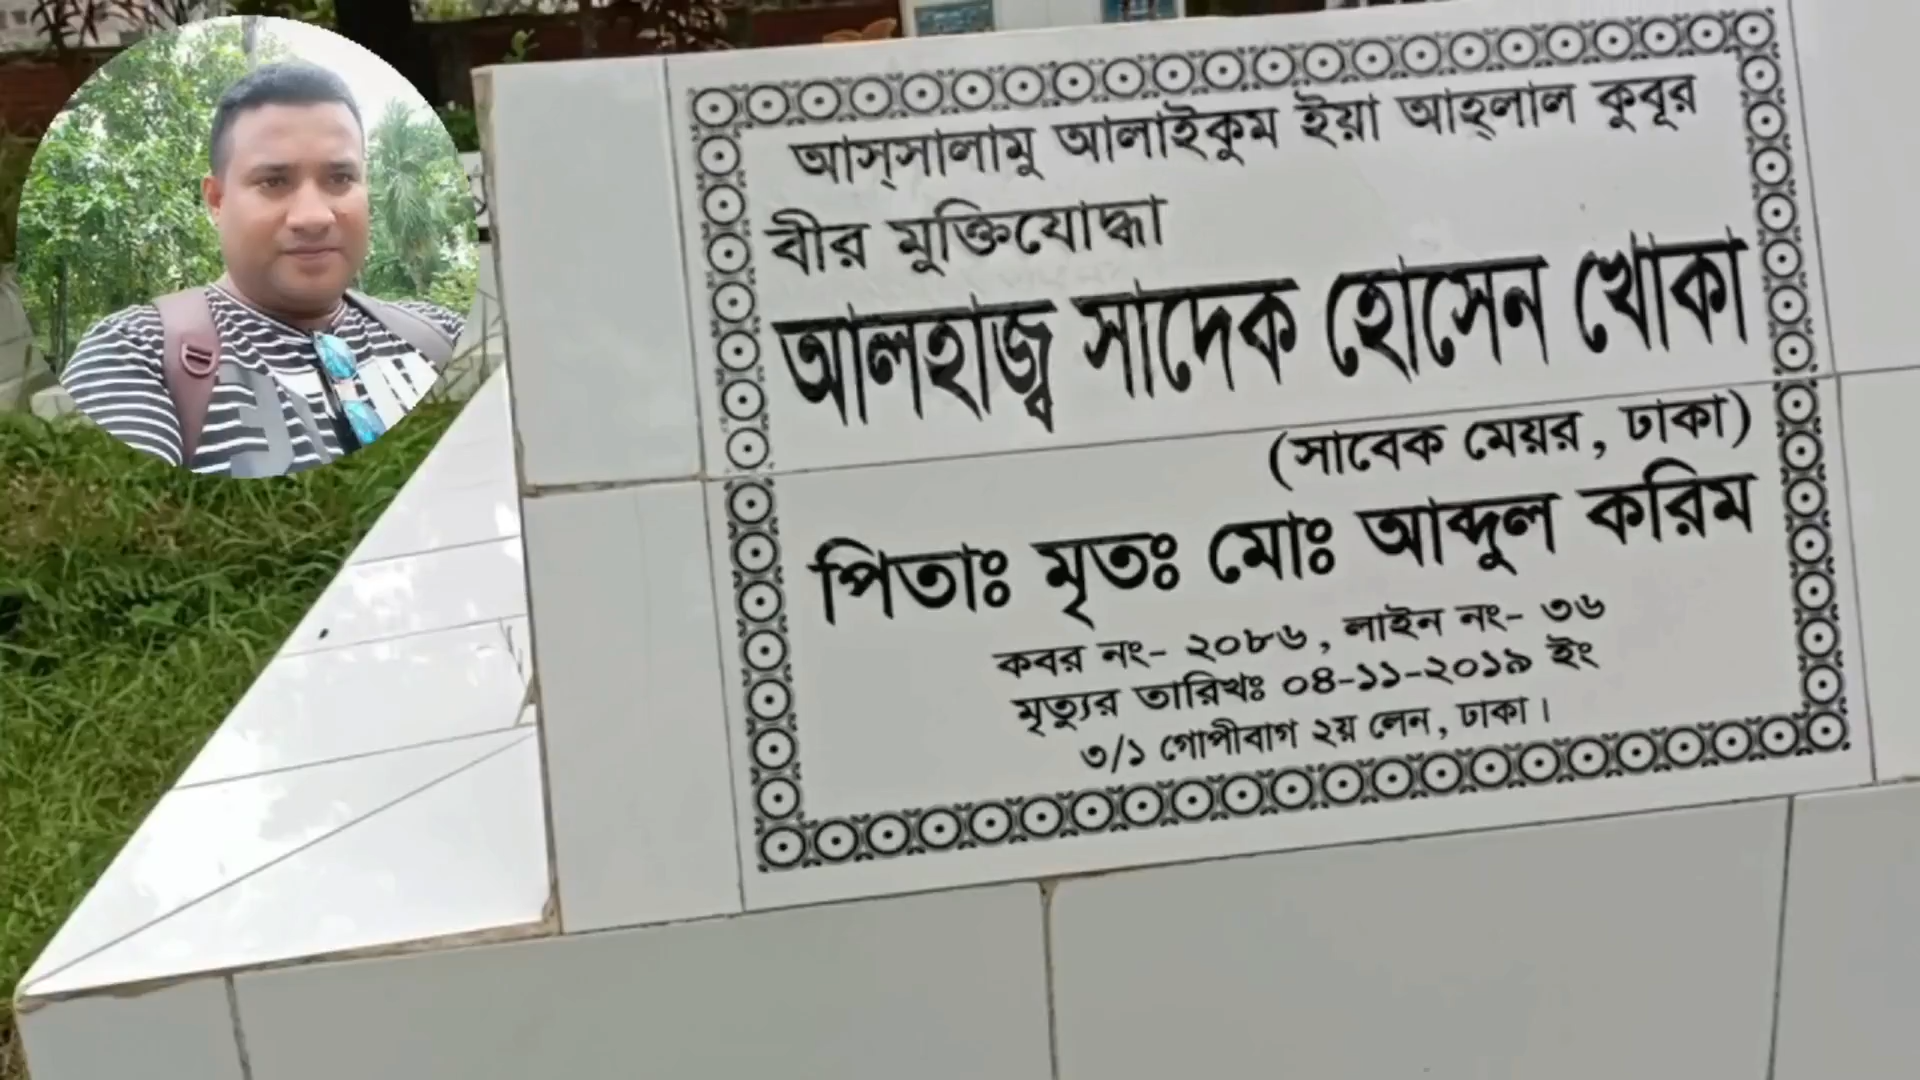 আস্‌সালামু আলাইকুম ইয়া আহ্‌লাল কুবূর
বীর মুক্তিযোদ্ধা
আলহাজ্ব সাদেক হোসেন খোকা
(সাবেক মেয়র, ঢাকা)
পিতাঃ মৃতঃ মোঃ আব্দুল করিম
কবর নং- ২০৮৬, লাইন নং- ৩৬
মৃত্যুর তারিখঃ ০৪-১১-২০১৯ ইং
৩/১ গোপীবাগ ২য় লেন, ঢাকা।